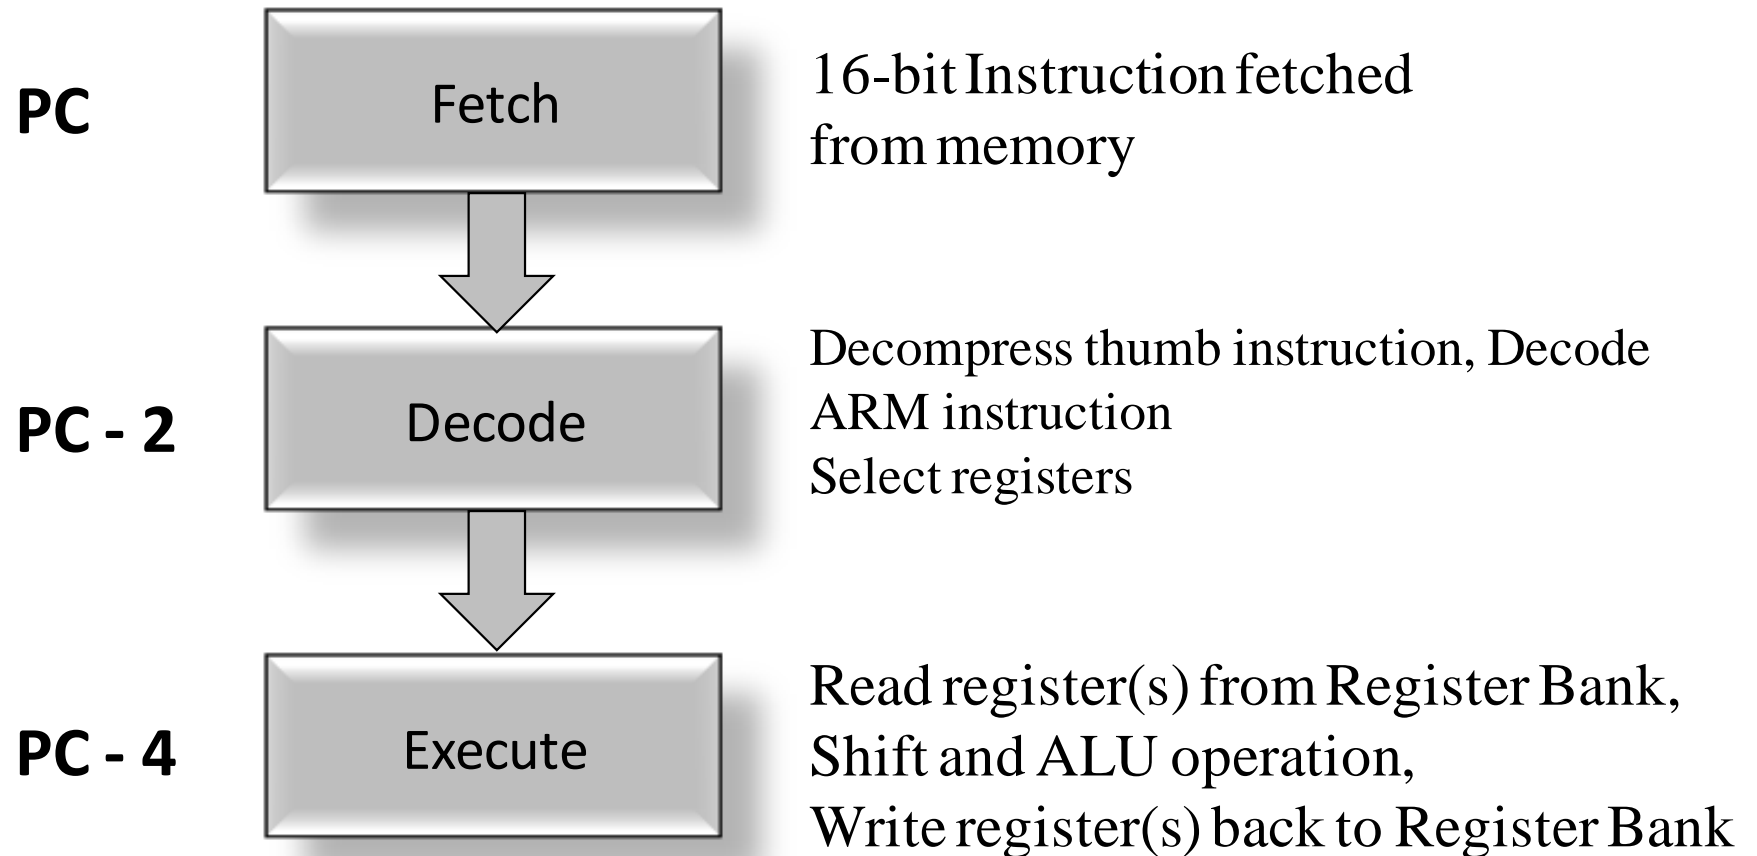 PC
Fetch
16-bit Instruction fetched
from memory
PC - 2
Decode
Decompress thumb instruction, Decode
ARM instruction
Select registers
PC - 4
Execute
Read register(s) from Register Bank,
Shift and ALU operation,
Write register(s) back to Register Bank